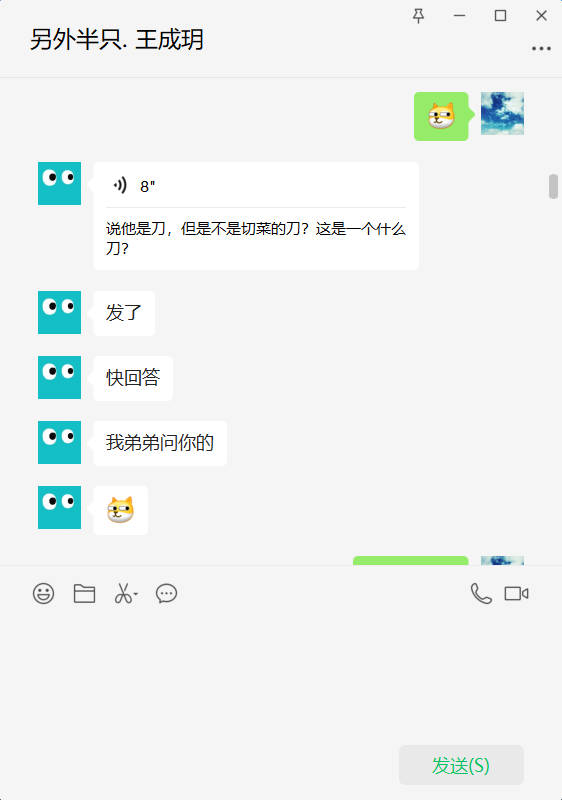 另外半只. 王成玥
8"
说他是刀，但是不是切菜的刀？这是一个什么
刀？
发了
快回答
我弟弟问你的
发送(S)